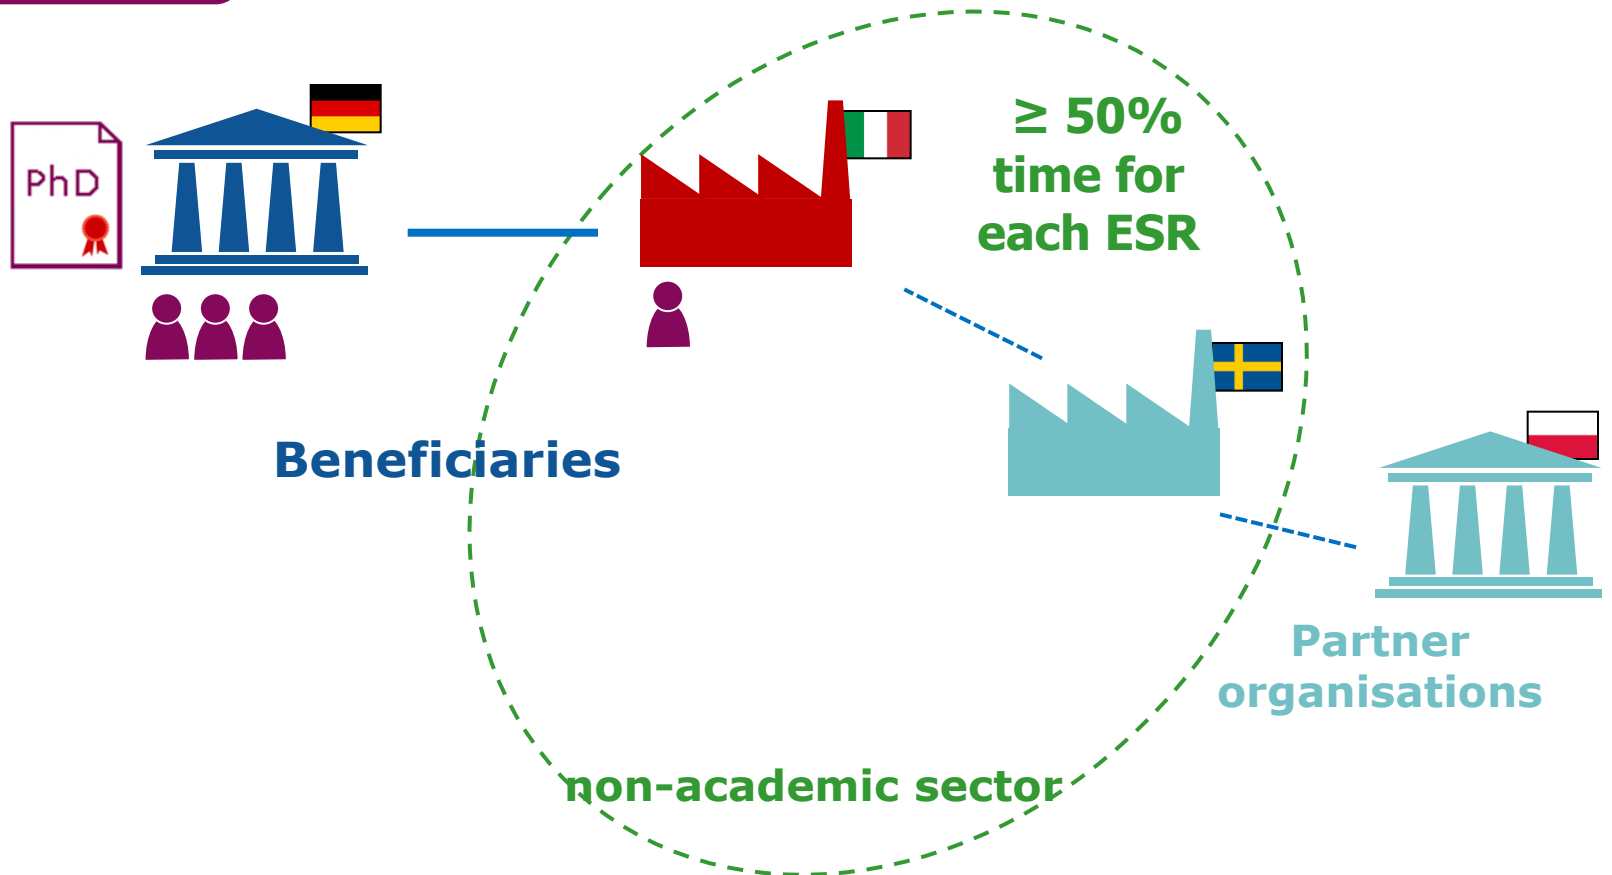 PhD
≥ 50%
time for
each ESR
Beneficiaries
Partner
organisations
non-academic sector